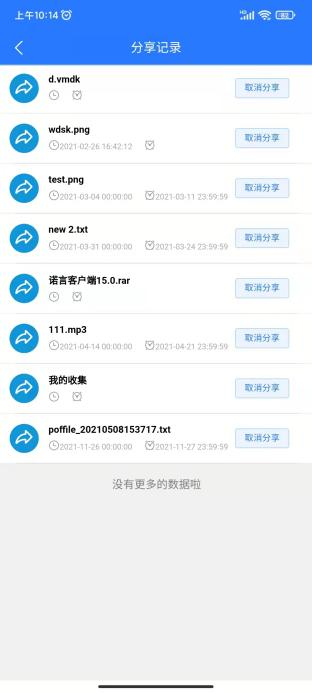 上午10:14
82
分享记录
d.vmdk
取消分享
wdsk.png
2021-02-26 16:42:12
取消分享
test.png
2021-03-04 00:00:00 2021-03-11 23:59:59
取消分享
new 2.txt
2021-03-31 00:00:00 2021-03-24 23:59:59
取消分享
诺言客户端15.0.rar
取消分享
111.mp3
2021-04-14 00:00:00 2021-04-21 23:59:59
取消分享
我的收集
取消分享
poffile_20210508153717.txt
2021-11-26 00:00:00 2021-11-27 23:59:59
取消分享
没有更多的数据啦